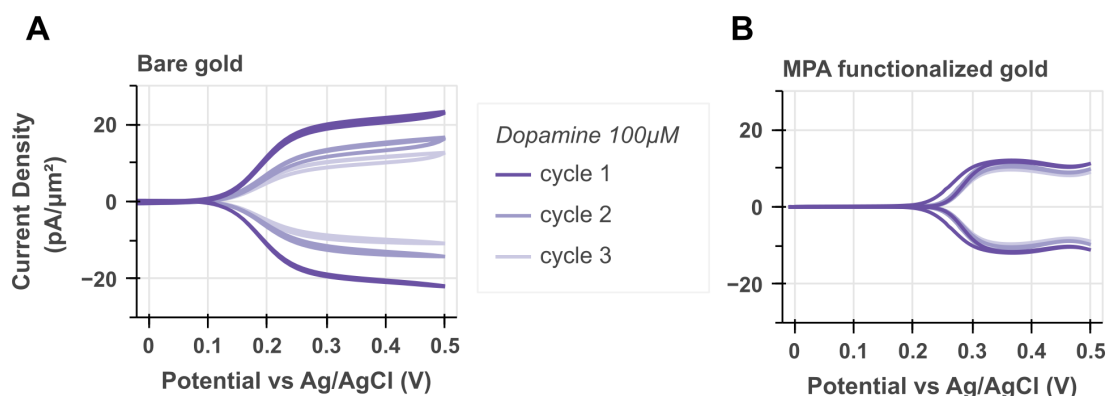 A
Bare gold
Current Density
(pA/µm²)
20
0
−20
0 0.1 0.2 0.3 0.4 0.5
Potential vs Ag/AgCl (V)
Dopamine 100µM
cycle 1
cycle 2
cycle 3
B
MPA functionalized gold
20
0
−20
0 0.1 0.2 0.3 0.4 0.5
Potential vs Ag/AgCl (V)